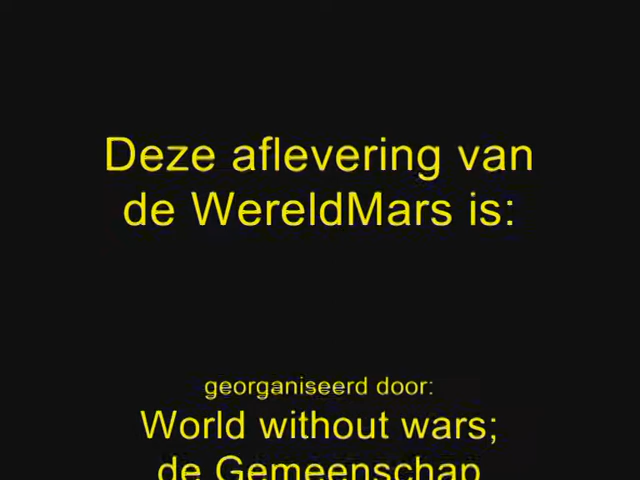 Deze aflevering van
de WereldMars is:
georganiseerd door:
World without wars;
de Gemeenschap